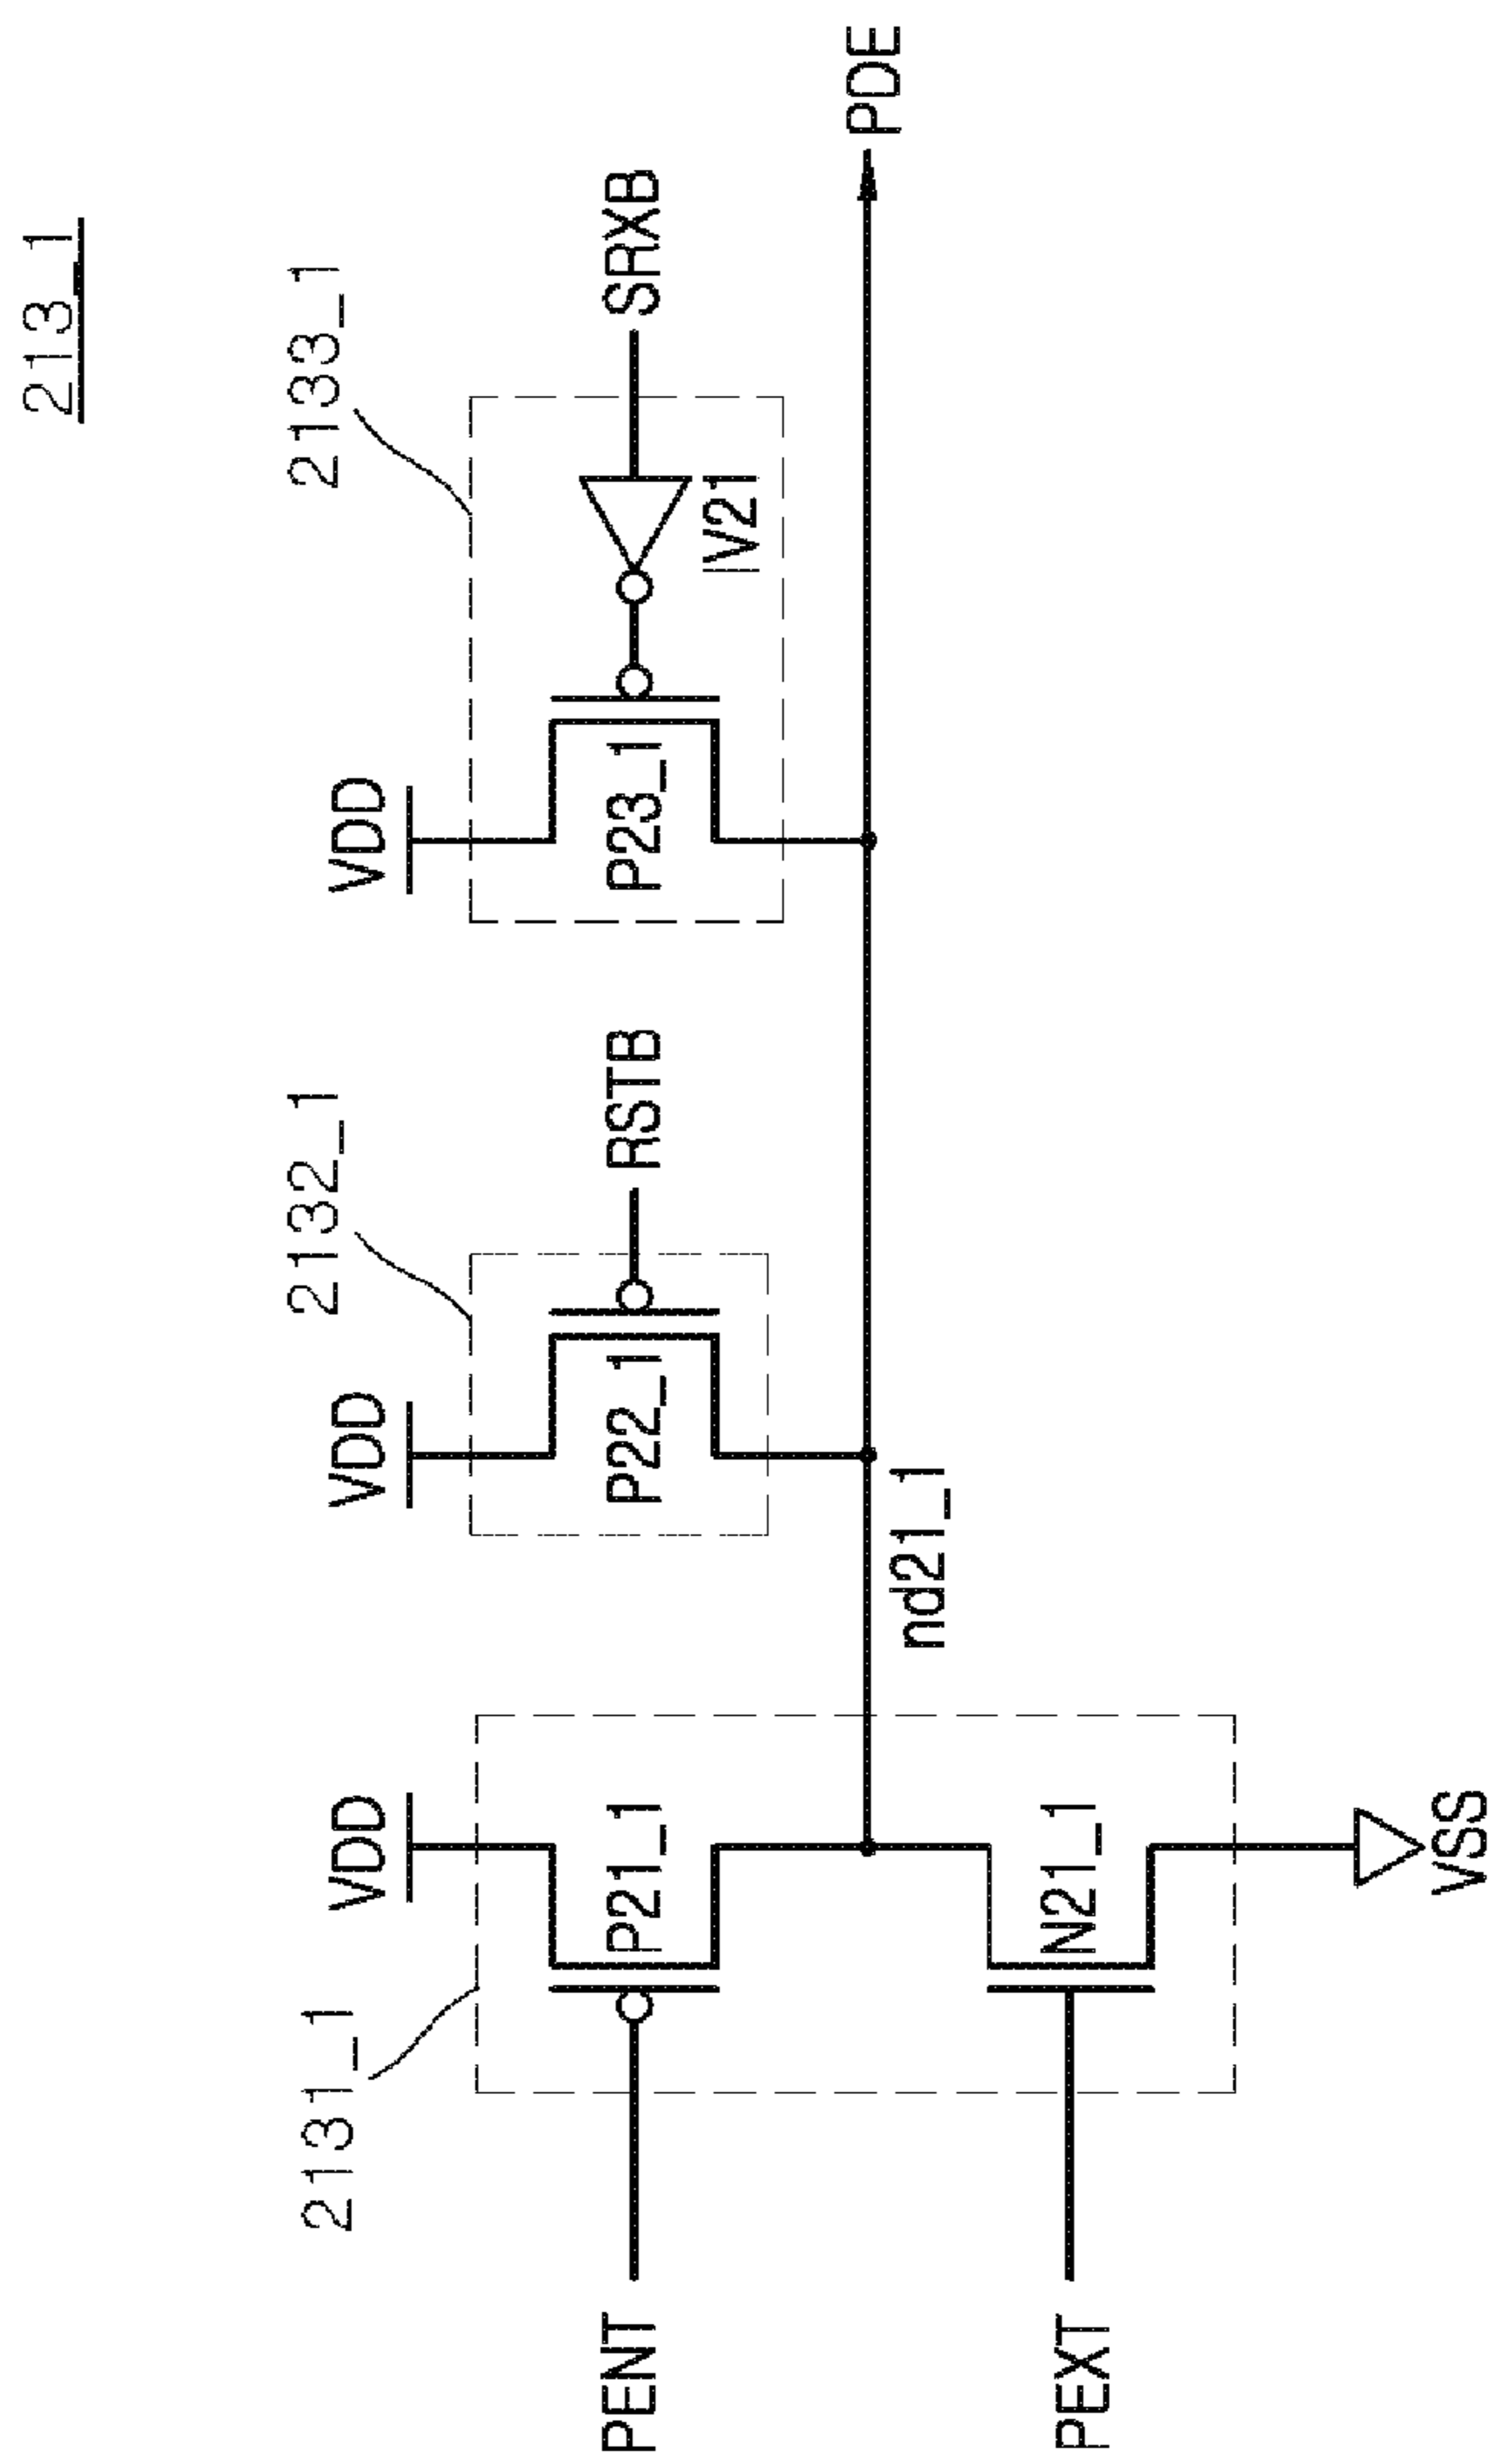 213_1
2131_1
2132_1
2133_1
VDD
VDD
VDD
PENT
P21_1
P22_1
RSTB
P23_1
IV21
SRXB
nd21_1
PDE
PEXT
N21_1
VSS